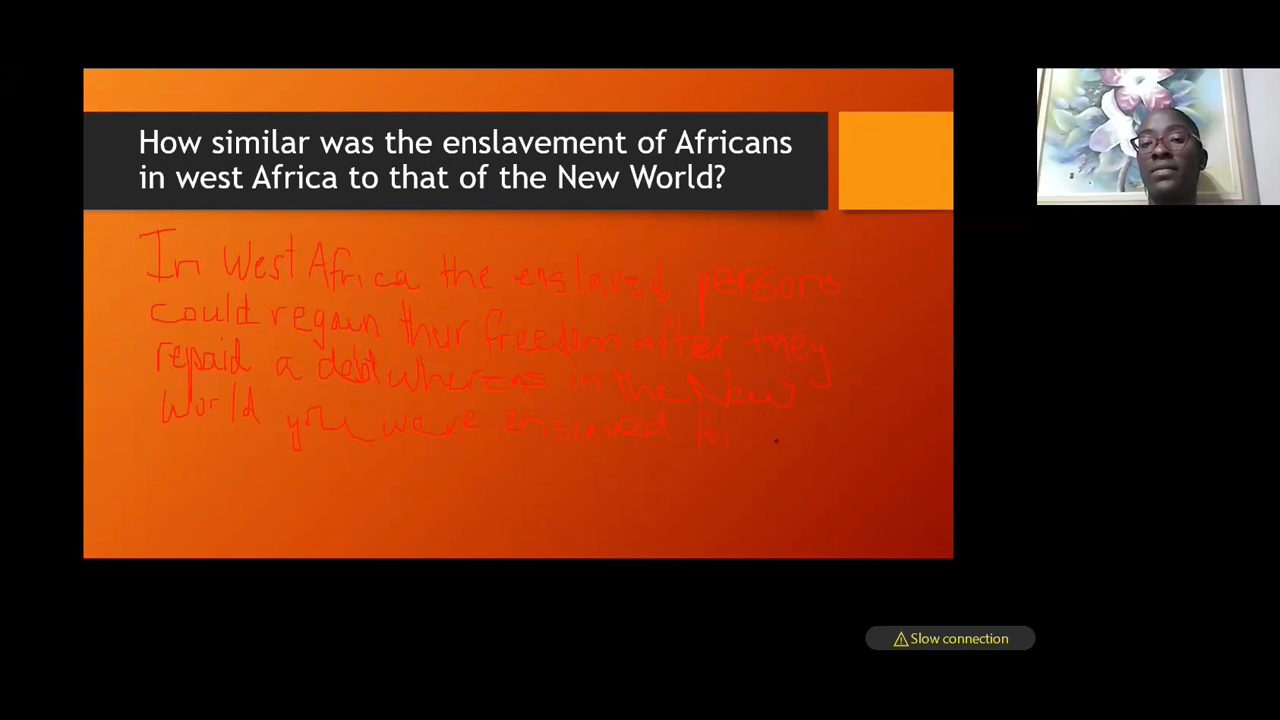 How similar was the enslavement of Africans
in west Africa to that of the New World?
In West Africa the enslaved persons
could regain thur freedom after they
repaid a debt whereas in the New
World you were enslaved for
Slow connection